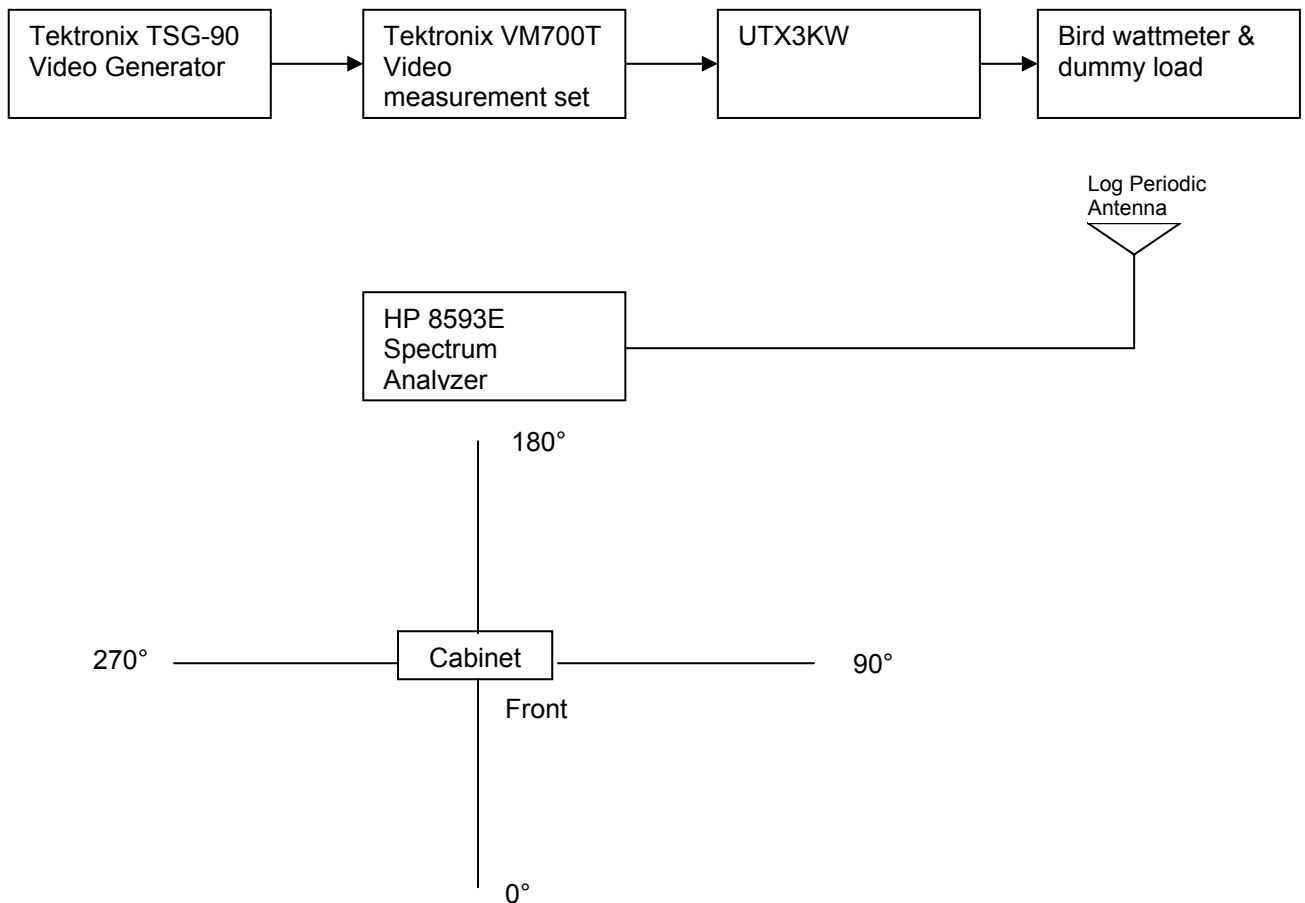 Tektronix TSG-90
Video Generator
Tektronix VM700T
Video
measurement set
UTX3KW
Bird wattmeter &
dummy load
Log Periodic
Antenna
HP 8593E
Spectrum
Analyzer
180°
270°
Cabinet
90°
Front
0°